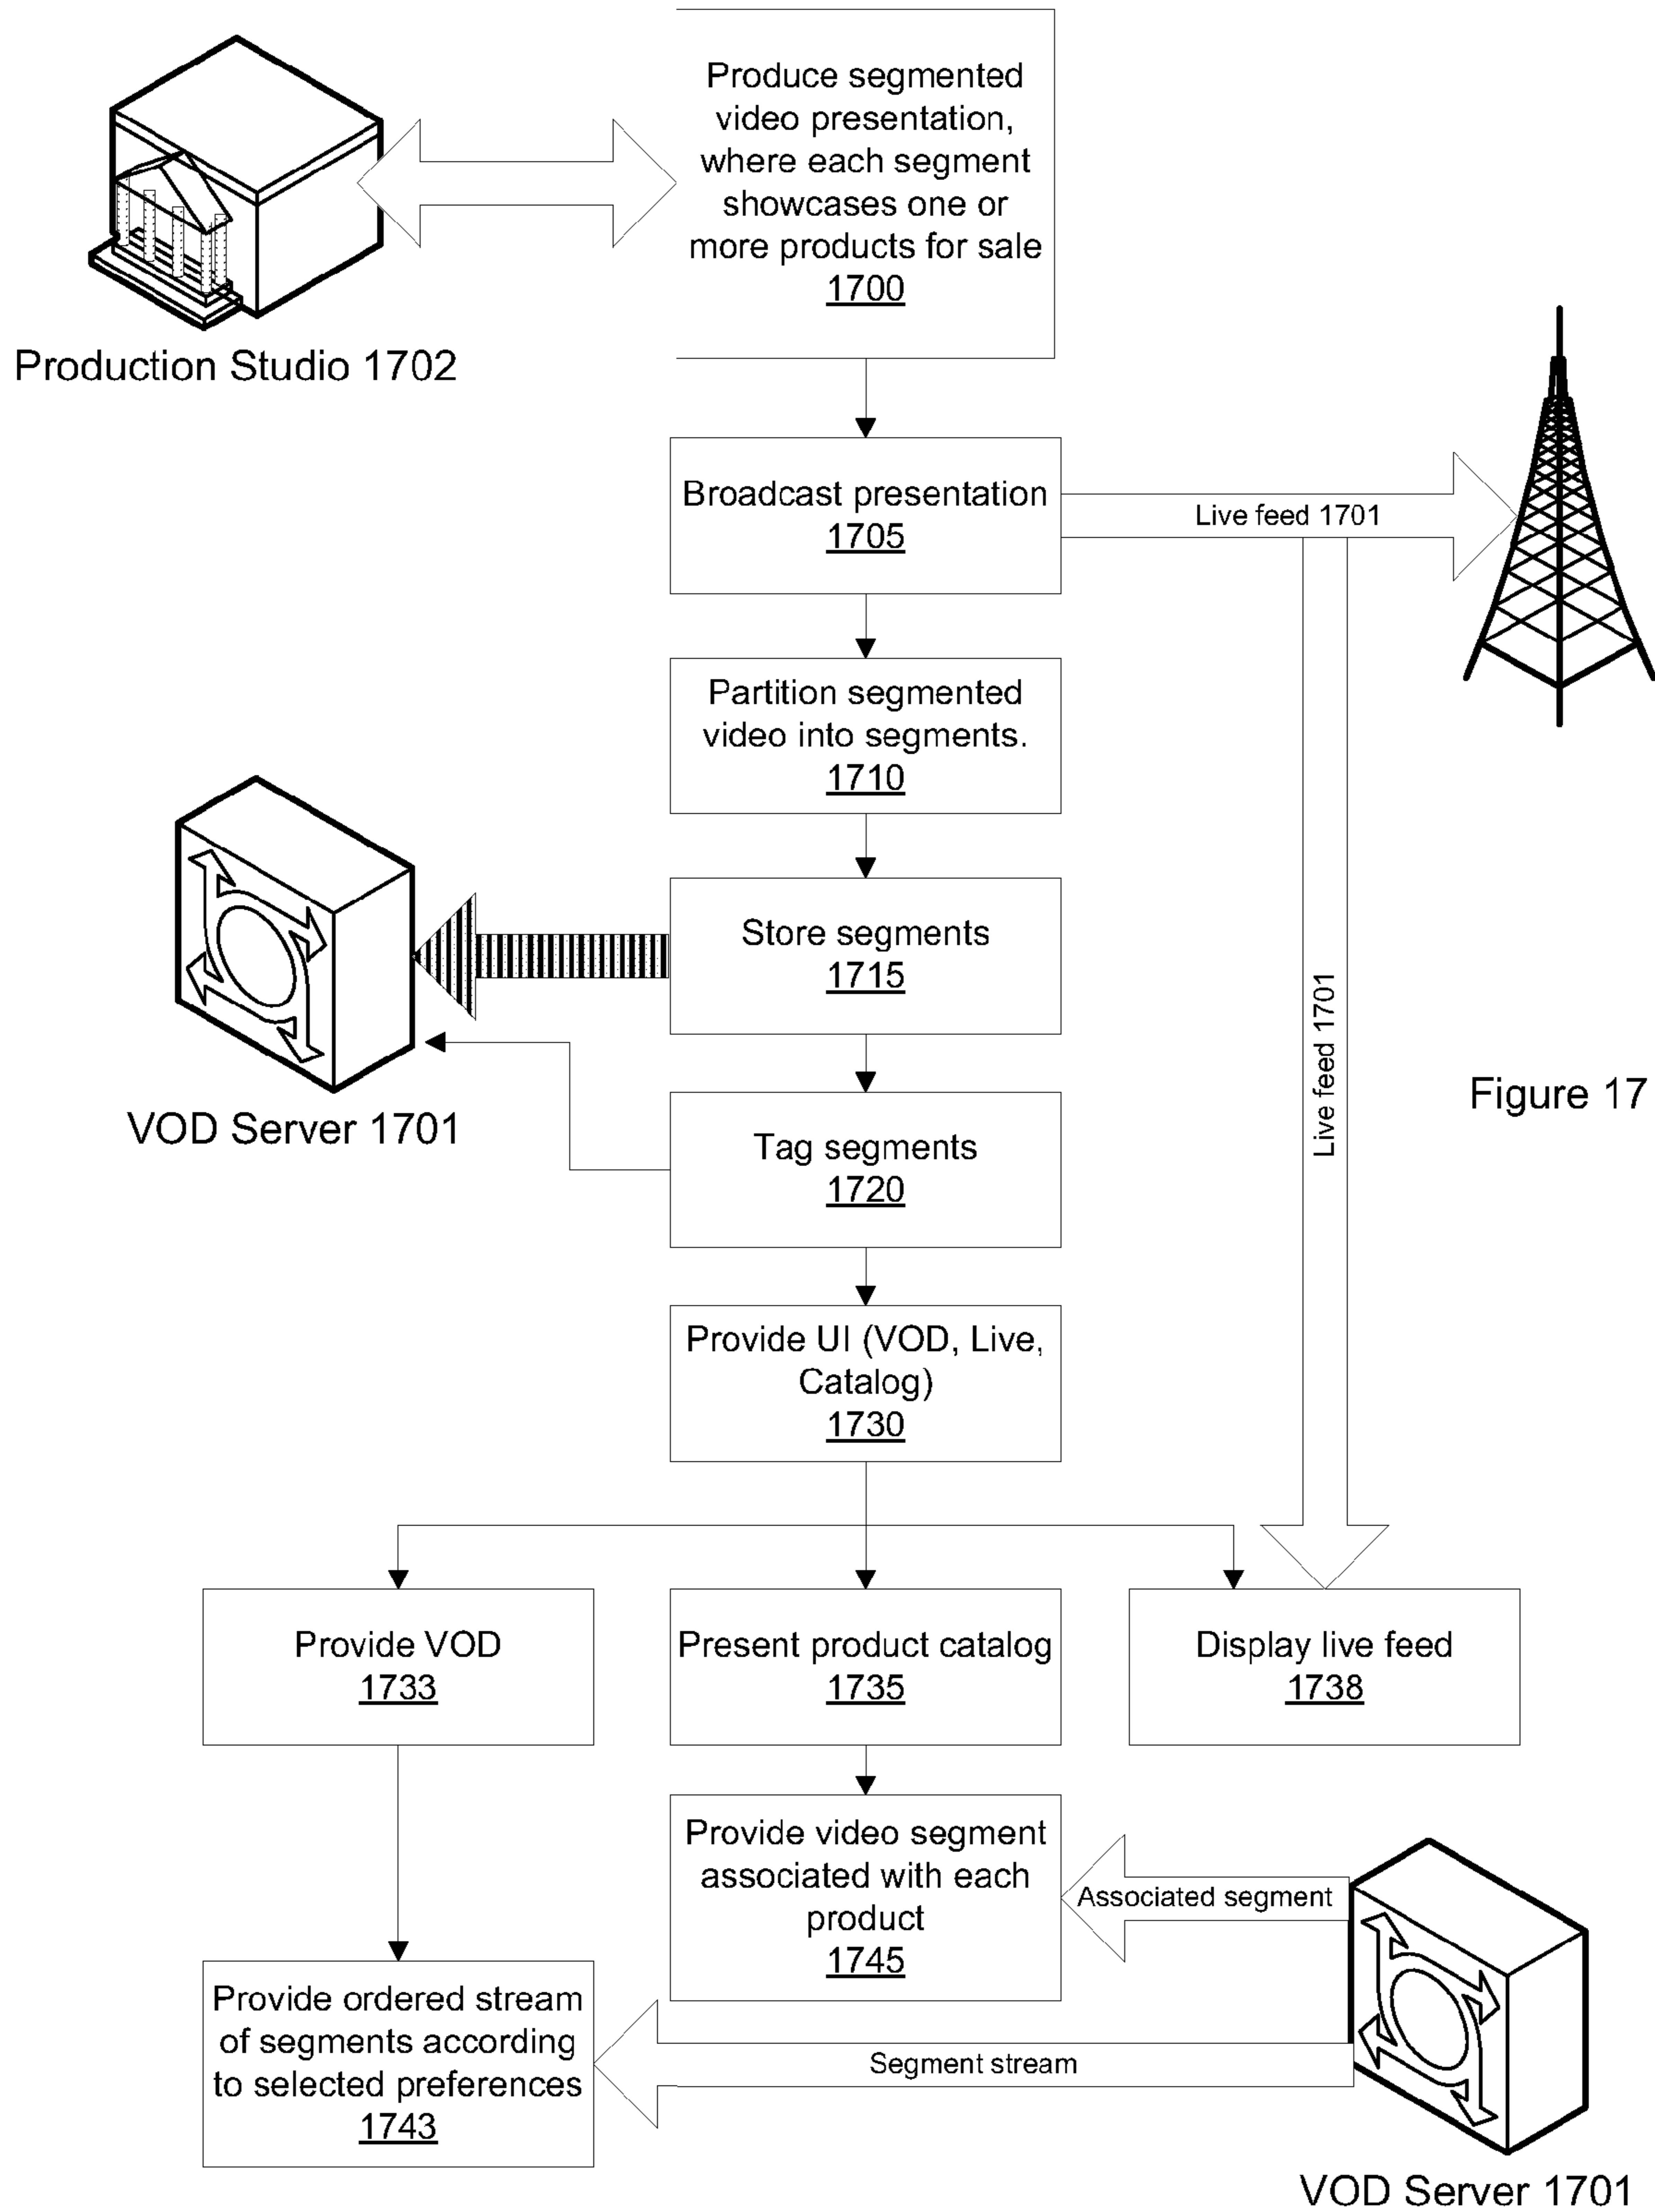 Produce segmented
video presentation,
where each segment
showcases one or
more products for sale
1700
Production Studio 1702
Broadcast presentation
1705
Live feed 1701
Partition segmented
video into segments.
1710
Store segments
1715
VOD Server 1701
Live feed 1701
Figure 17
Tag segments
1720
Provide UI (VOD, Live,
Catalog)
1730
Provide VOD
1733
Present product catalog
1735
Display live feed
1738
Provide video segment
associated with each
product
1745
Associated segment
Provide ordered stream
of segments according
to selected preferences
1743
Segment stream
VOD Server 1701